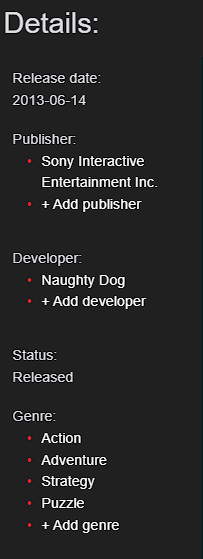 Details:
Release date:
2013-06-14
Publisher:
Sony Interactive
Entertainment Inc.
+ Add publisher
Developer:
Naughty Dog
+ Add developer
Status:
Released
Genre:
Action
Adventure
Strategy
Puzzle
+ Add genre